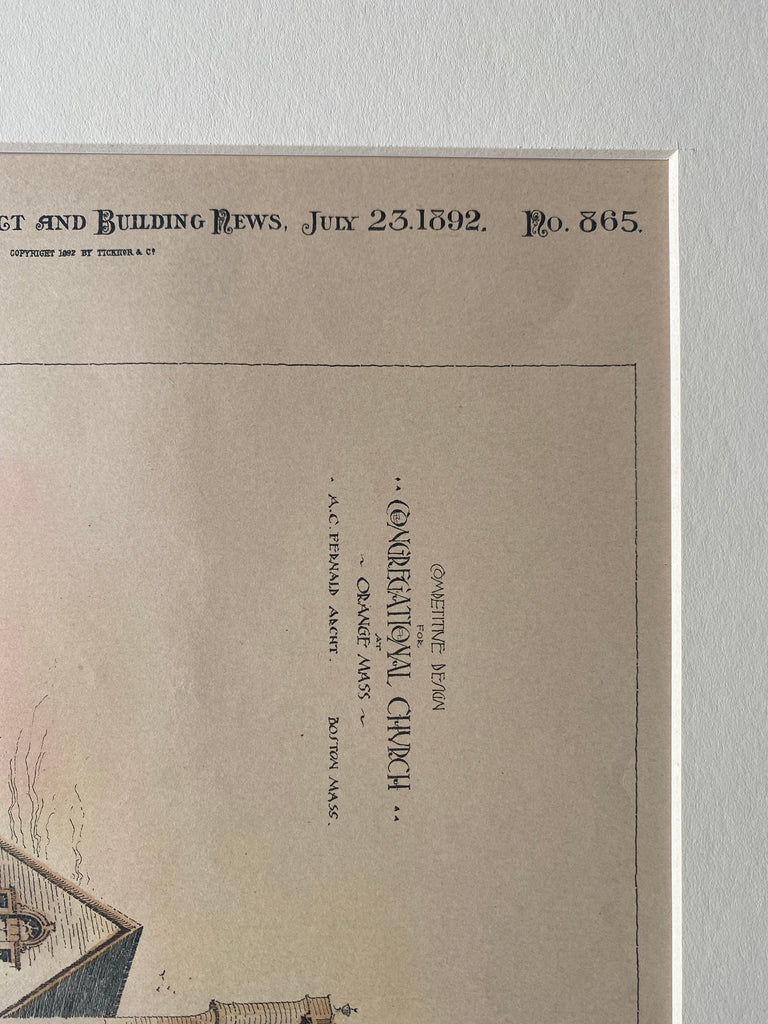 CT AND BUILDING NEWS, JULY 23.1892. NO. 865.
COPYRIGHT 1892 BY TICKNOR & CO
COMPETITIVE DESIGN
FOR
CONGREGATIONAL CHVRCH
AT
~ ORANGE MASS ~
A.C. FERNALD ARCHT. BOSTON MASS.